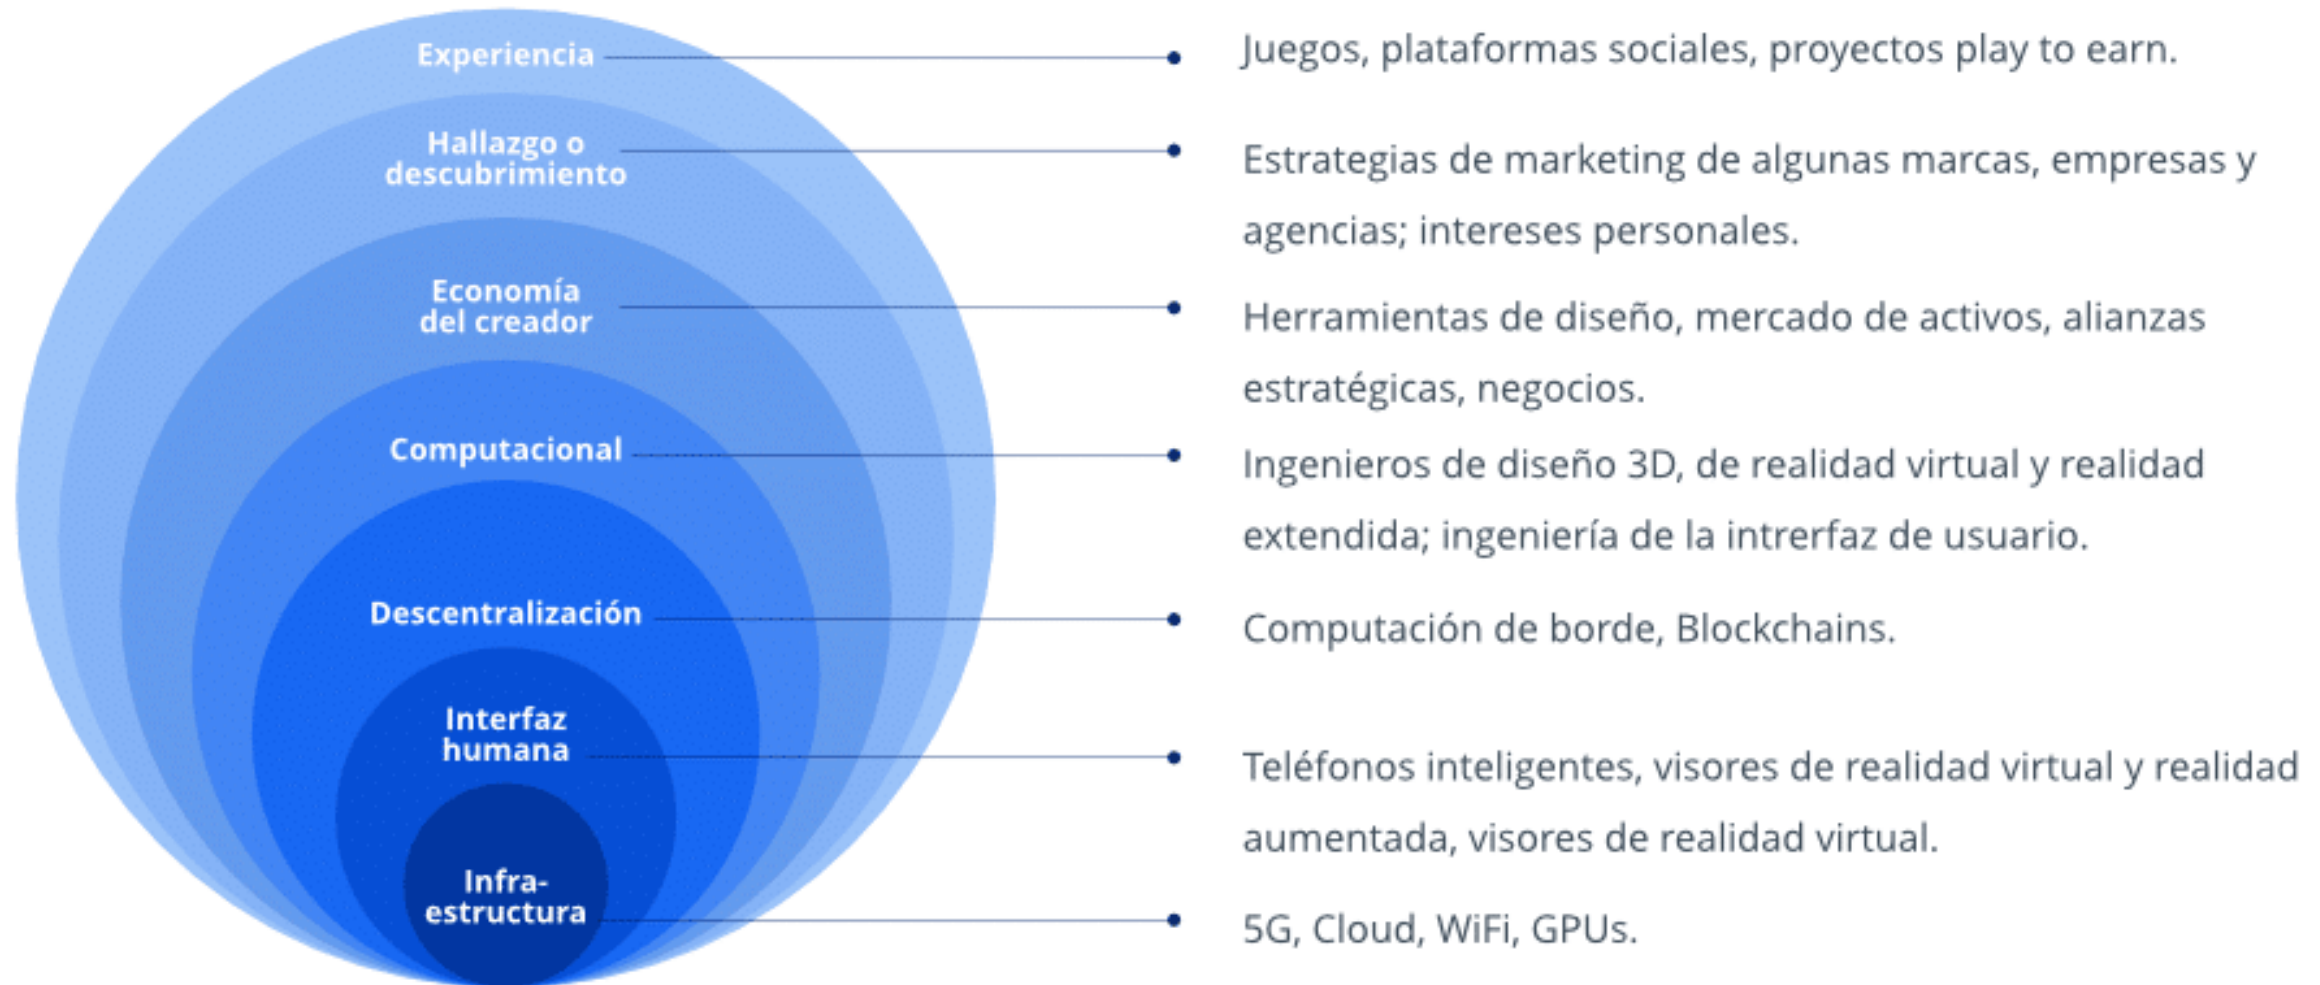 Experiencia
Juegos, plataformas sociales, proyectos play to earn.
Hallazgo o
descubrimiento
Estrategias de marketing de algunas marcas, empresas y
agencias; intereses personales.
Economía
del creador
Herramientas de diseño, mercado de activos, alianzas
estratégicas, negocios.
Computacional
Ingenieros de diseño 3D, de realidad virtual y realidad
extendida; ingeniería de la intrerfaz de usuario.
Descentralización
Computación de borde, Blockchains.
Interfaz
humana
Teléfonos inteligentes, visores de realidad virtual y realidad
aumentada, visores de realidad virtual.
Infra-
estructura
5G, Cloud, WiFi, GPUs.